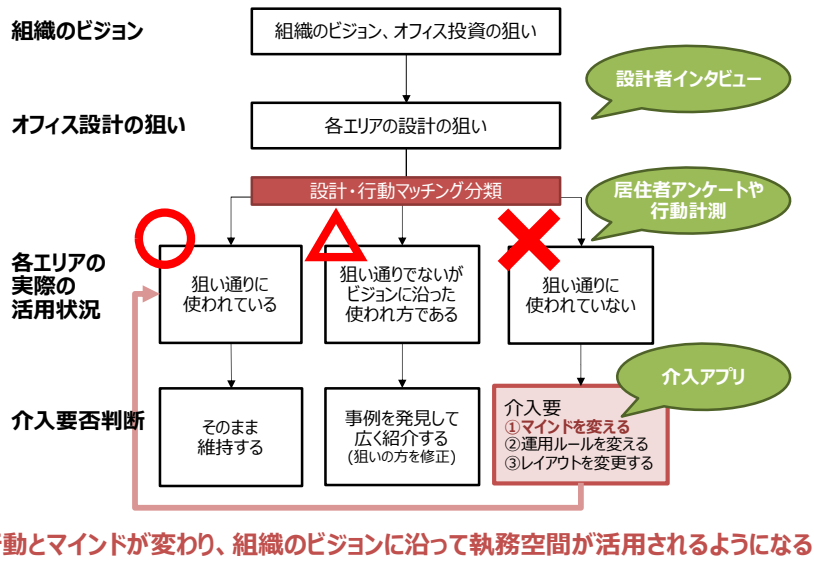 組織のビジョン
組織のビジョン、オフィス投資の狙い
設計者インタビュー
オフィス設計の狙い
各エリアの設計の狙い
設計・行動マッチング分類
居住者アンケートや
行動計測
各エリアの
実際の
活用状況
狙い通りに
使われている
狙い通りでないが
ビジョンに沿った
使われ方である
狙い通りに
使われていない
介入アプリ
介入要否判断
そのまま
維持する
事例を発見して
広く紹介する
(狙いの方を修正)
介入要
①マインドを変える
②運用ルールを変える
③レイアウトを変更する
動とマインドが変わり、組織のビジョンに沿って執務空間が活用されるようになる